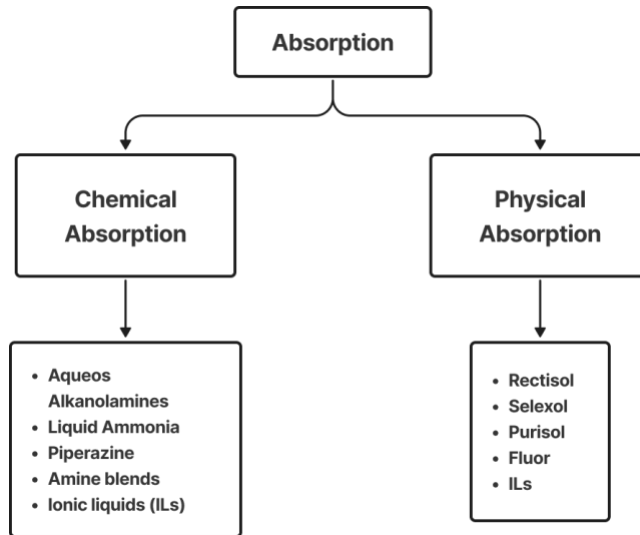 Absorption
Chemical
Absorption
Physical
Absorption
• Aqueos
Alkanolamines
• Liquid Ammonia
• Piperazine
• Amine blends
• Ionic liquids (ILs)
• Rectisol
• Selexol
• Purisol
• Fluor
• ILs